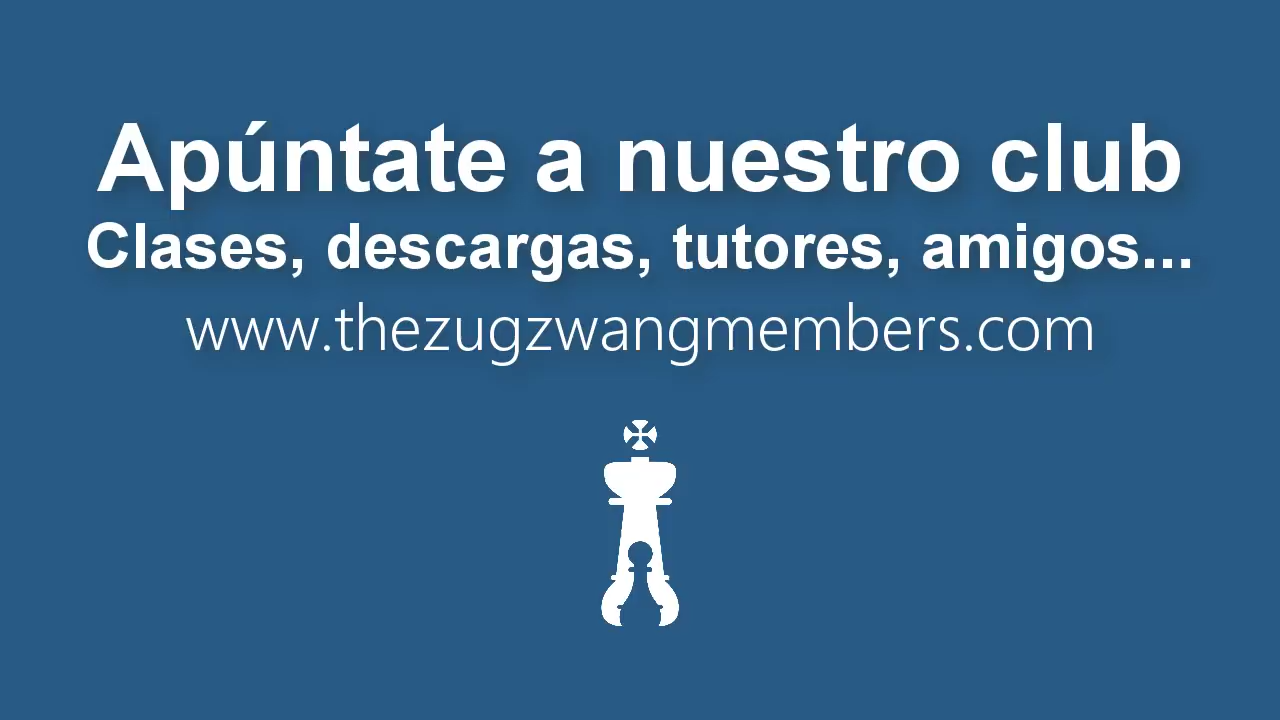 Apúntate a nuestro club
Clases, descargas, tutores, amigos...
www.thezugzwangmembers.com